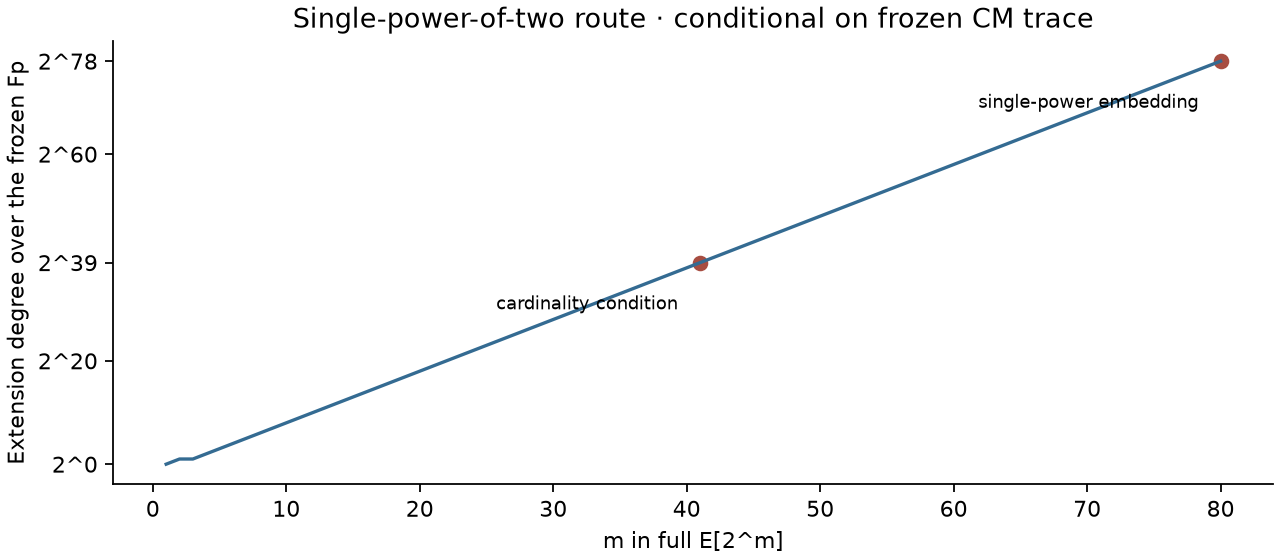 Single-power-of-two route · conditional on frozen CM trace
Extension degree over the frozen Fp
2^78
2^60
2^39
2^20
2^0
single-power embedding
cardinality condition
0 10 20 30 40 50 60 70 80
m in full E[2^m]